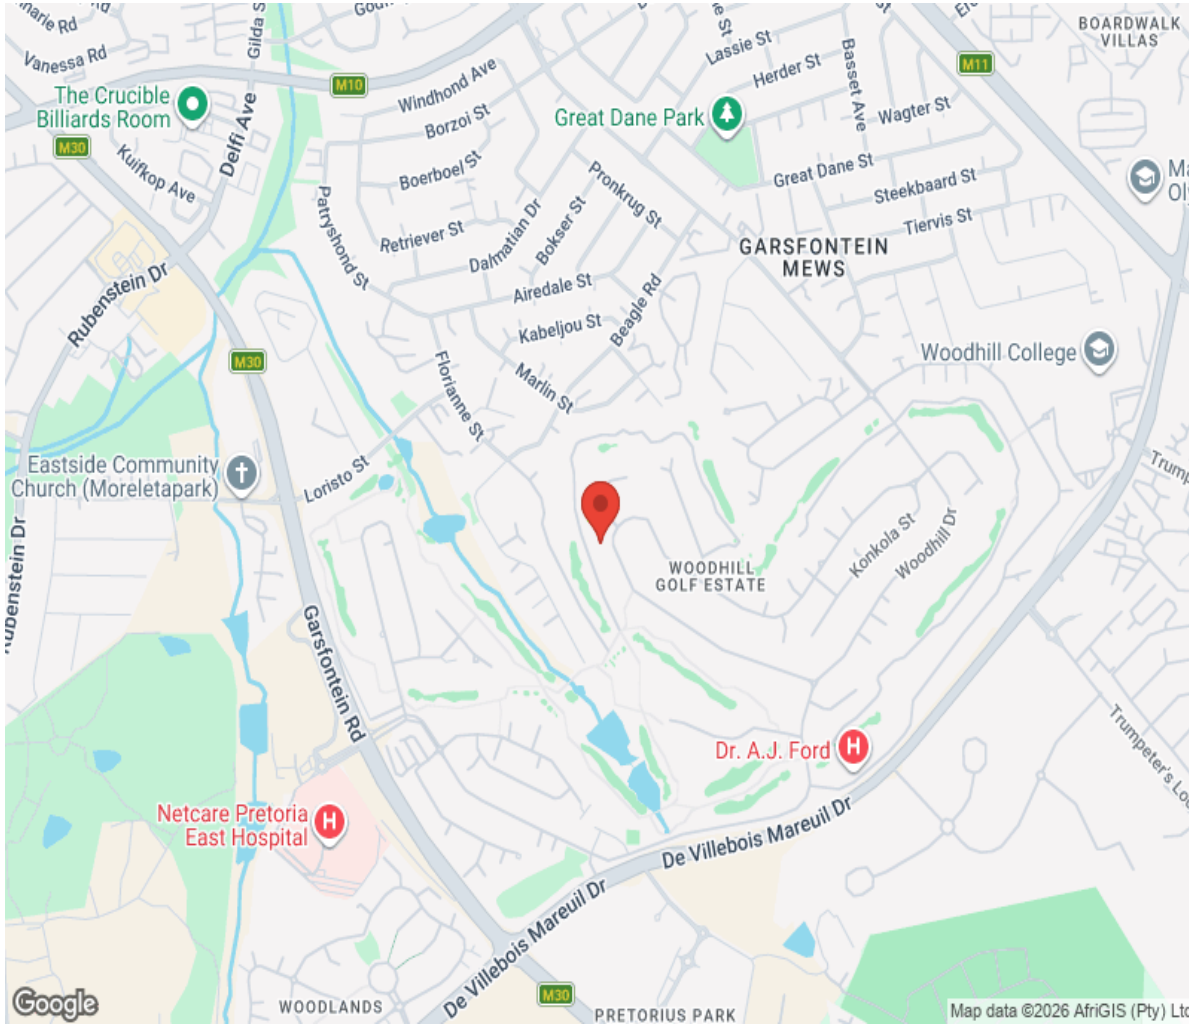 BOARDWALK
VILLAS
Vanessa Rd
Gilda S
Lassie St
Herder St
Basset Ave
M11
M10
Windhond Ave
The Crucible
Billiards Room
Borzoi St
Great Dane Park
Wagter St
M30
Delfi Ave
Kuifkop Ave
Boerboel St
Great Dane St
Ma
Oly
Steekbaard St
Patryshond St
Pronkrug St
Tiervis St
Retriever St
Bokser St
Dalmatian Dr
GARSFONTEIN
MEWS
Rubenstein Dr
Airedale St
Beagle Rd
Kabeljou St
M30
Woodhill College
Florianne St
Marlin St
Eastside Community
Church (Moreletapark)
Loristo St
Konkola St
Woodhill Dr
Rubenstein Dr
WOODHILL
GOLF ESTATE
Garsfontein Rd
Dr. A.J. Ford
Netcare Pretoria
East Hospital
De Villebois Mareuil Dr
De Villebois Mareuil Dr
M30
WOODLANDS
PRETORIUS PARK
Google
Map data ©2026 AfriGIS (Pty) Ltd